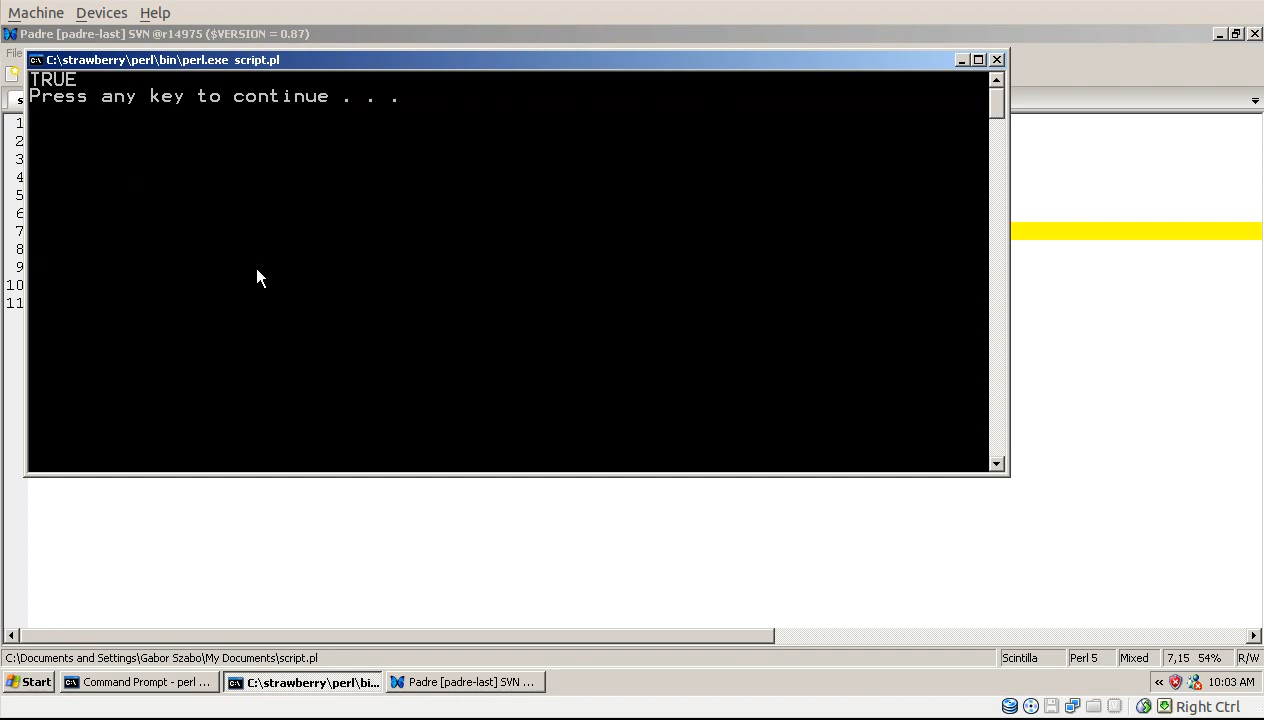 Machine Devices Help
Padre [padre-last] SVN @r14975 ($VERSION = 0.87)
File
C:\strawberry\perl\bin\perl.exe script.pl
TRUE
Press any key to continue . . .
s
1
2
3
4
5
6
7
8
9
10
11
C:\Documents and Settings\Gabor Szabo\My Documents\script.pl Scintilla Perl 5 Mixed 7,15 54% R/W
Start Command Prompt - perl ... C:\strawberry\perl\bi... Padre [padre-last] SVN ... « 10:03 AM
Right Ctrl